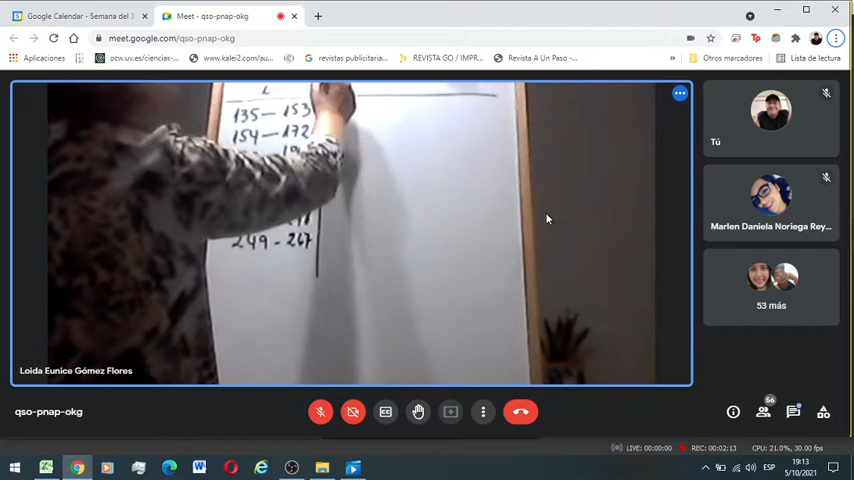 Google Calendar - Semana del 3
Meet - qso-pnap-okg
meet.google.com/qso-pnap-okg
Aplicaciones
ocw.uv.es/ciencias-...
www.kalei2.com/au...
revistas publicitaria...
REVISTA GO / IMPR...
Revista A Un Paso -...
Outras marcadores
Lista de lectura
135 — 153
154 — 172
249 - 267
Loida Eunice Gómez Flores
Tú
Marlen Daniela Noriega Rey...
53 más
qso-pnap-okg
56
LIVE: 00:00:00
REC: 00:02:13
CPU: 21.0%, 30.00 fps
ESP
19:13
5/10/2021